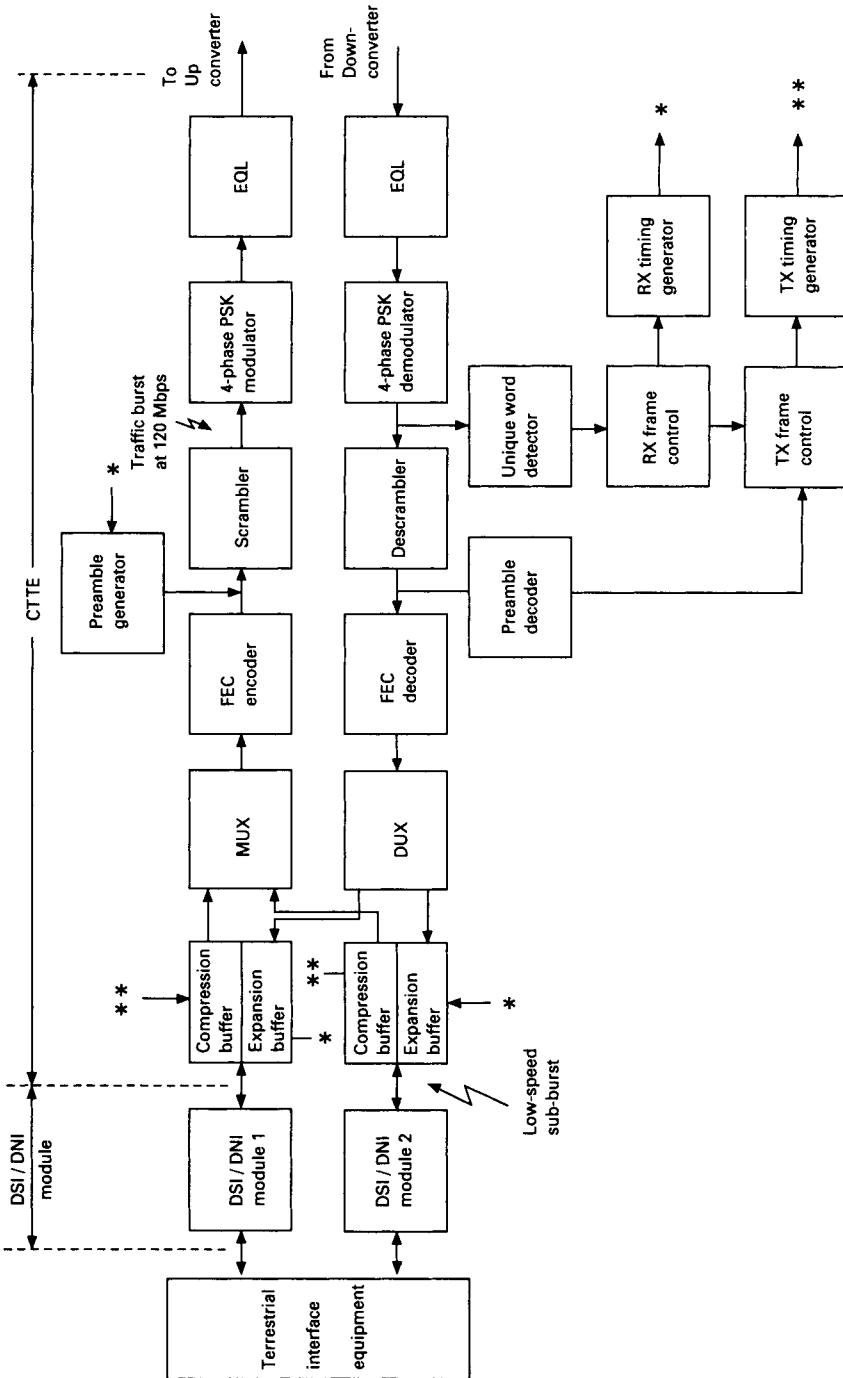 DSI / DNI
module
CTTE
Terrestrial
interface
equipment
DSI / DNI
module 1
DSI / DNI
module 2
Low-speed
sub-burst
**
Compression
buffer
Expansion
buffer
*
**
Compression
buffer
Expansion
buffer
*
MUX
DUX
FEC
encoder
FEC
decoder
Preamble
generator
*
Preamble
decoder
Scrambler
Descrambler
Traffic burst
at 120 Mbps
4-phase PSK
modulator
4-phase PSK
demodulator
Unique word
detector
RX frame
control
TX frame
control
EQL
EQL
RX timing
generator
*
TX timing
generator
**
To
Up
converter
From
Down-
converter